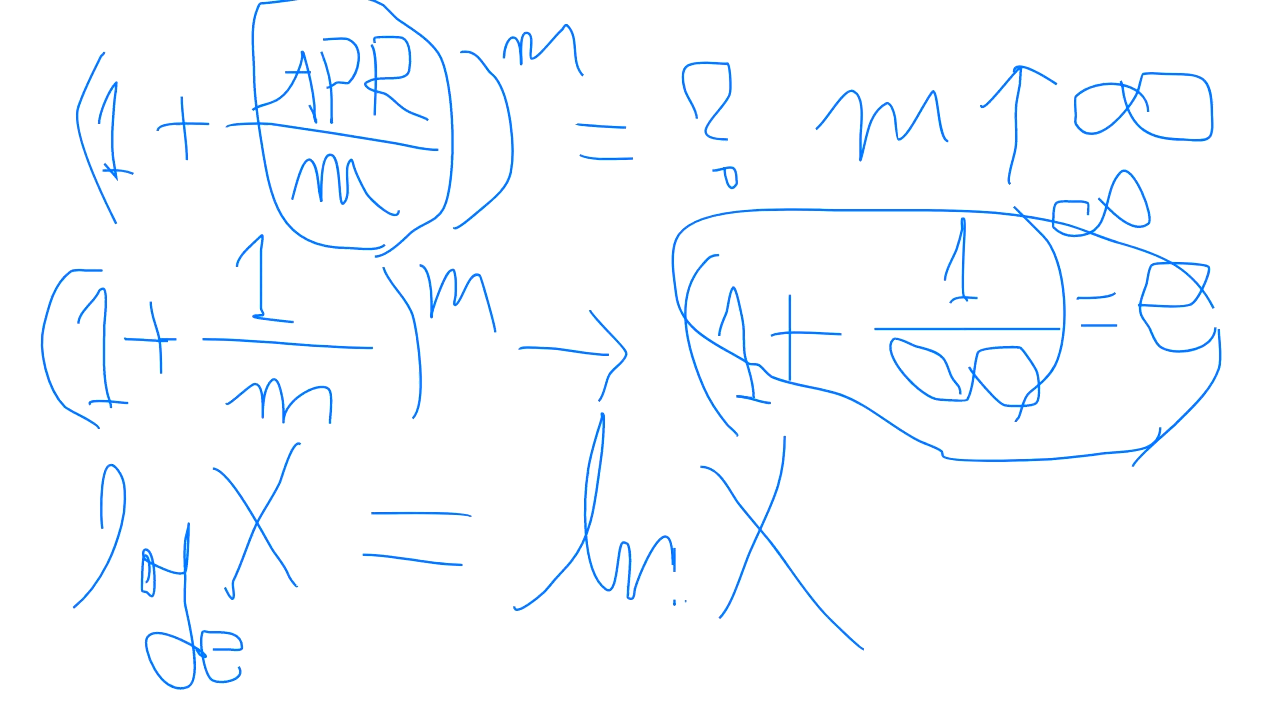 (1 + APR/m)^m = ? m ↑ ∞
(1 + 1/m)^m → (1 + 1/∞)^∞ = e
log_e X = ln X